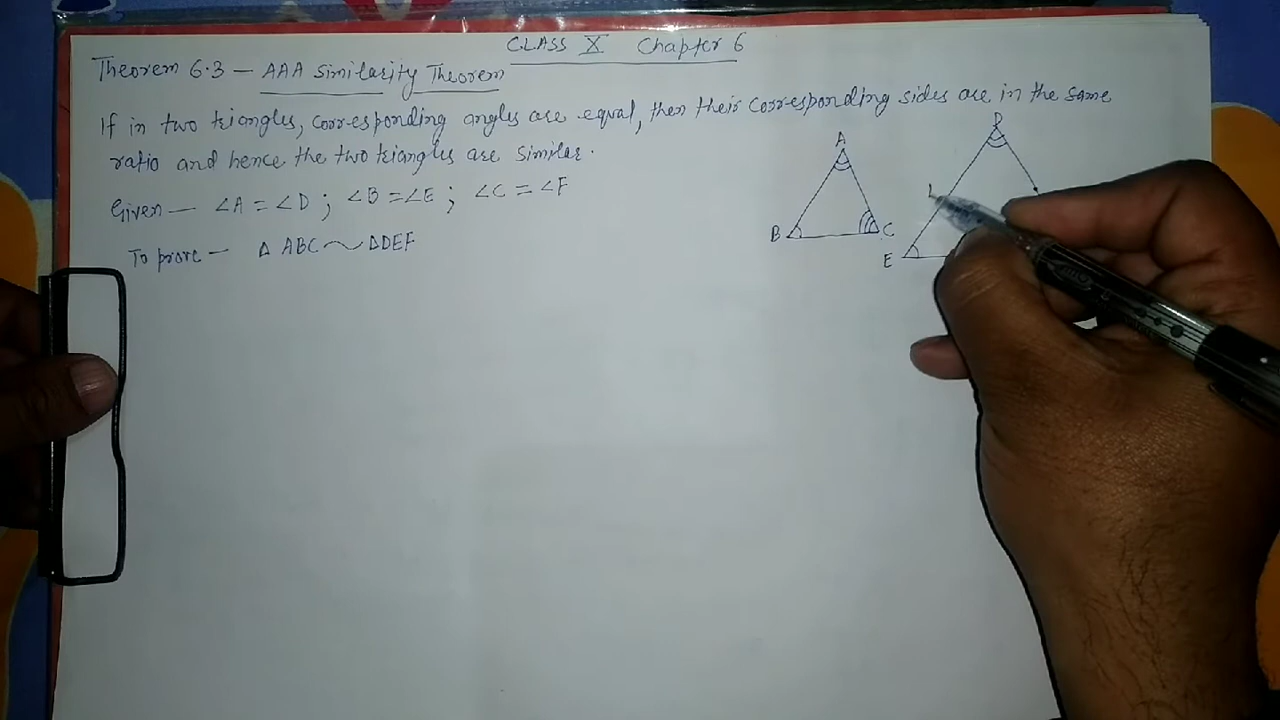 CLASS X Chapter 6
Theorem 6.3 — AAA Similarity Theorem
If in two triangles, corresponding angles are equal, then their corresponding sides are in the same
ratio and hence the two triangles are similar.
Given — ∠A = ∠D ; ∠B = ∠E ; ∠C = ∠F
To prove — Δ ABC ~ ΔDEF
A
D
B
C
E